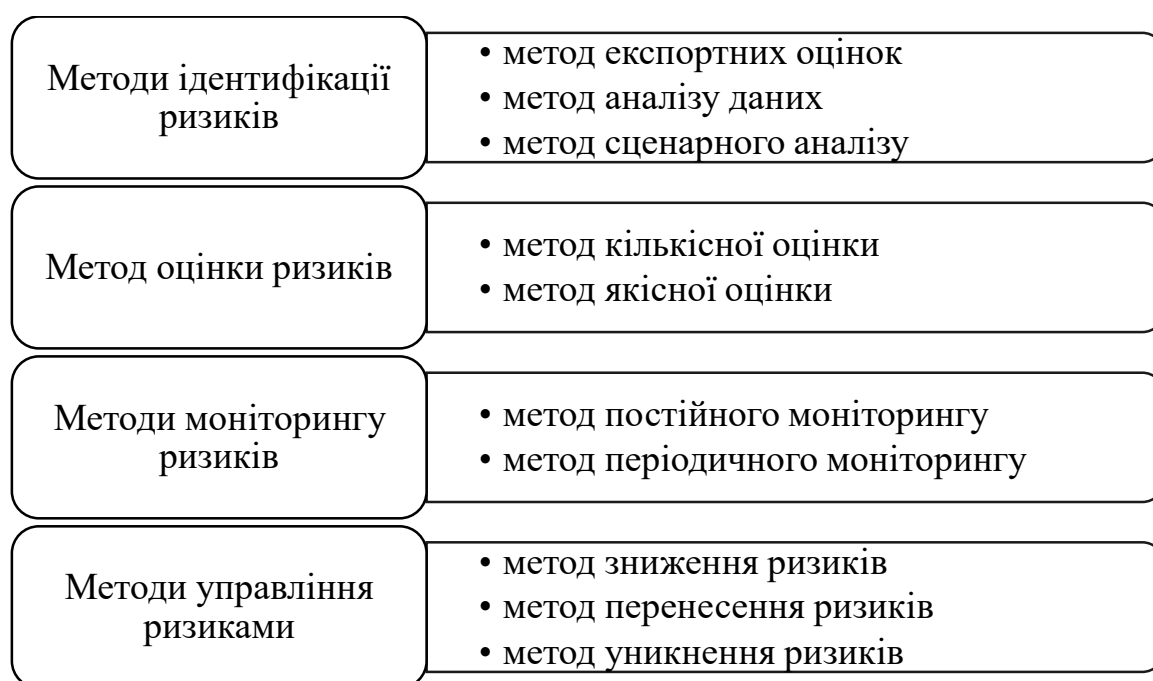 Методи ідентифікації
ризиків
• метод експортних оцінок
• метод аналізу даних
• метод сценарного аналізу
Метод оцінки ризиків
• метод кількісної оцінки
• метод якісної оцінки
Методи моніторингу
ризиків
• метод постійного моніторингу
• метод періодичного моніторингу
Методи управління
ризиками
• метод зниження ризиків
• метод перенесення ризиків
• метод уникнення ризиків